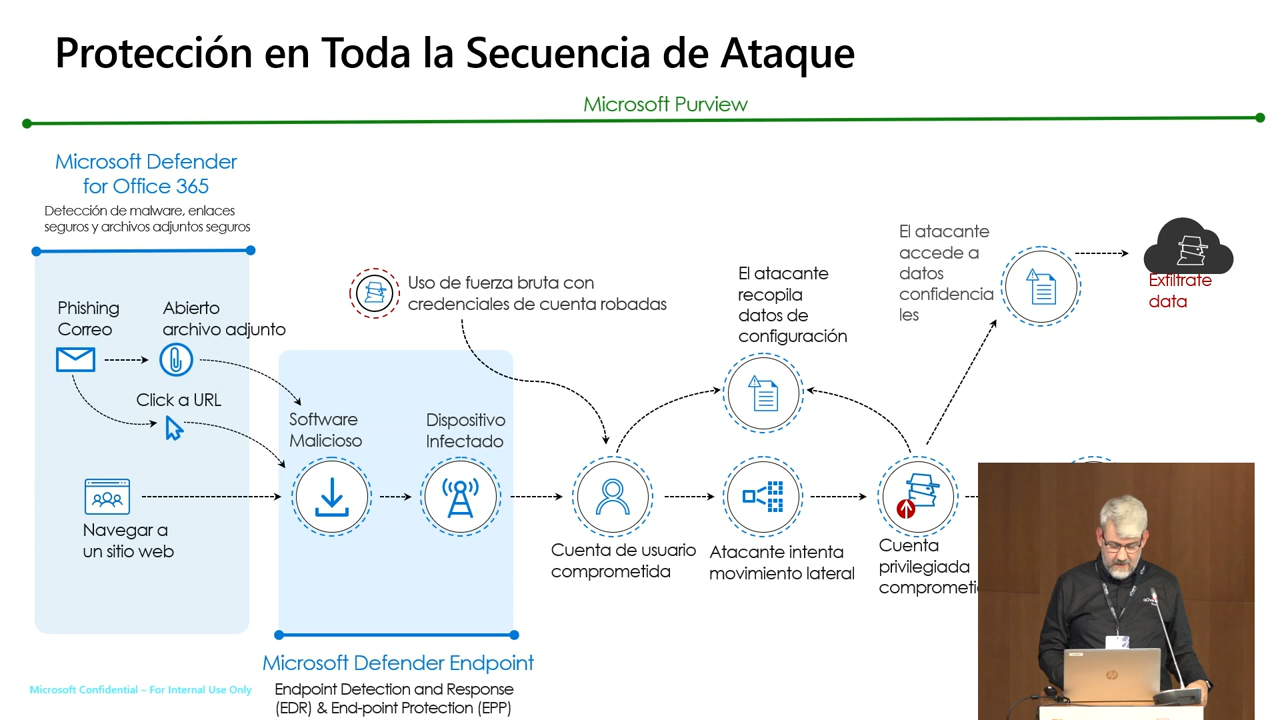 Protección en Toda la Secuencia de Ataque
Microsoft Purview
Microsoft Defender
for Office 365
Detección de malware, enlaces
seguros y archivos adjuntos seguros
Phishing
Correo
Abierto
archivo adjunto
Click a URL
Navegar a
un sitio web
Uso de fuerza bruta con
credenciales de cuenta robadas
Software
Malicioso
Dispositivo
Infectado
Microsoft Defender Endpoint
Endpoint Detection and Response
(EDR) & End-point Protection (EPP)
Cuenta de usuario
comprometida
El atacante
recopila
datos de
configuración
Atacante intenta
movimiento lateral
El atacante
accede a
datos
confidencia
les
Exfiltrate
data
Cuenta
privilegiada
comprometi
Microsoft Confidential – For Internal Use Only